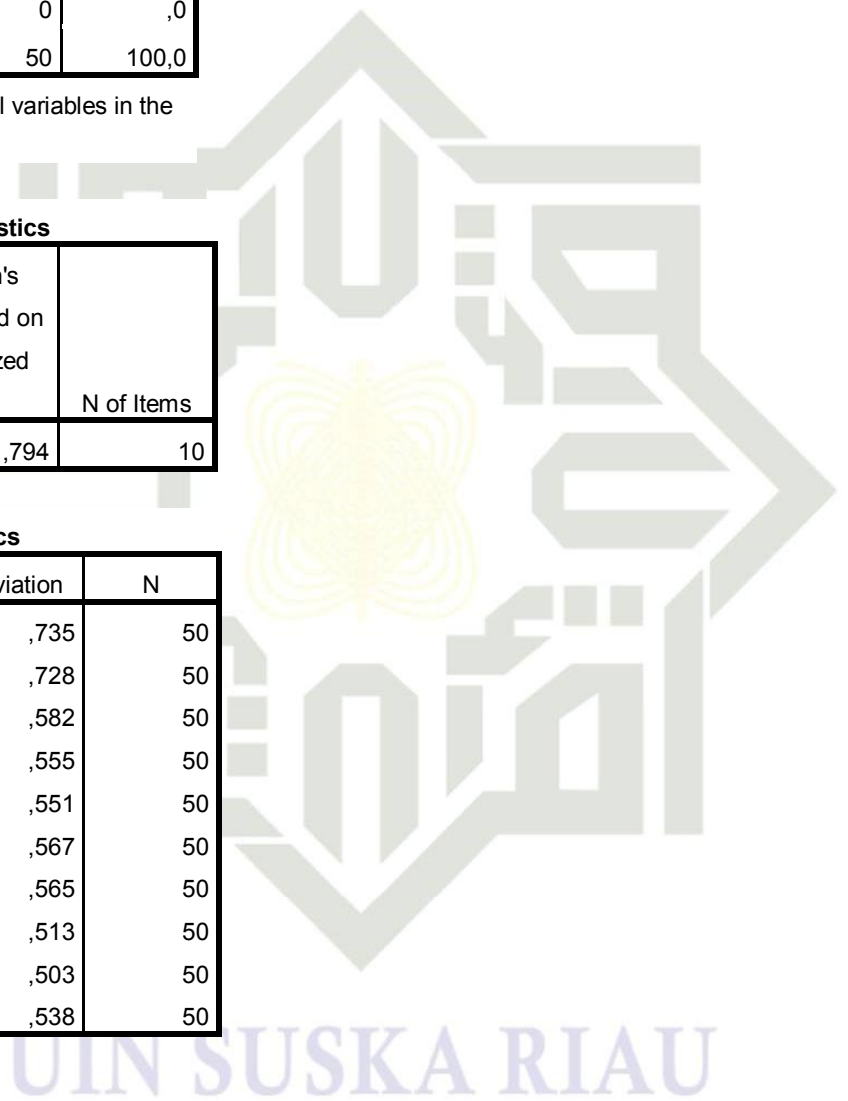 0 ,0
50 100,0
l variables in the
stics
n's
d on
zed
N of Items
,794 10
cs
viation N
,735 50
,728 50
,582 50
,555 50
,551 50
,567 50
,565 50
,513 50
,503 50
,538 50
UIN SUSKA RIAU